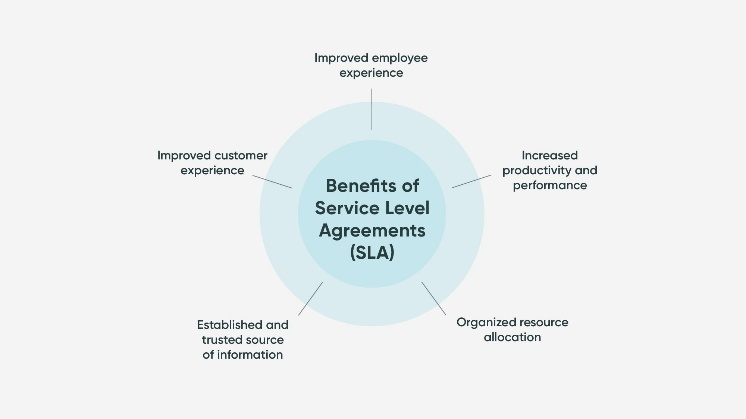 Improved employee
experience
Improved customer
experience
Increased
productivity and
performance
Benefits of
Service Level
Agreements
(SLA)
Established and
trusted source
of information
Organized resource
allocation